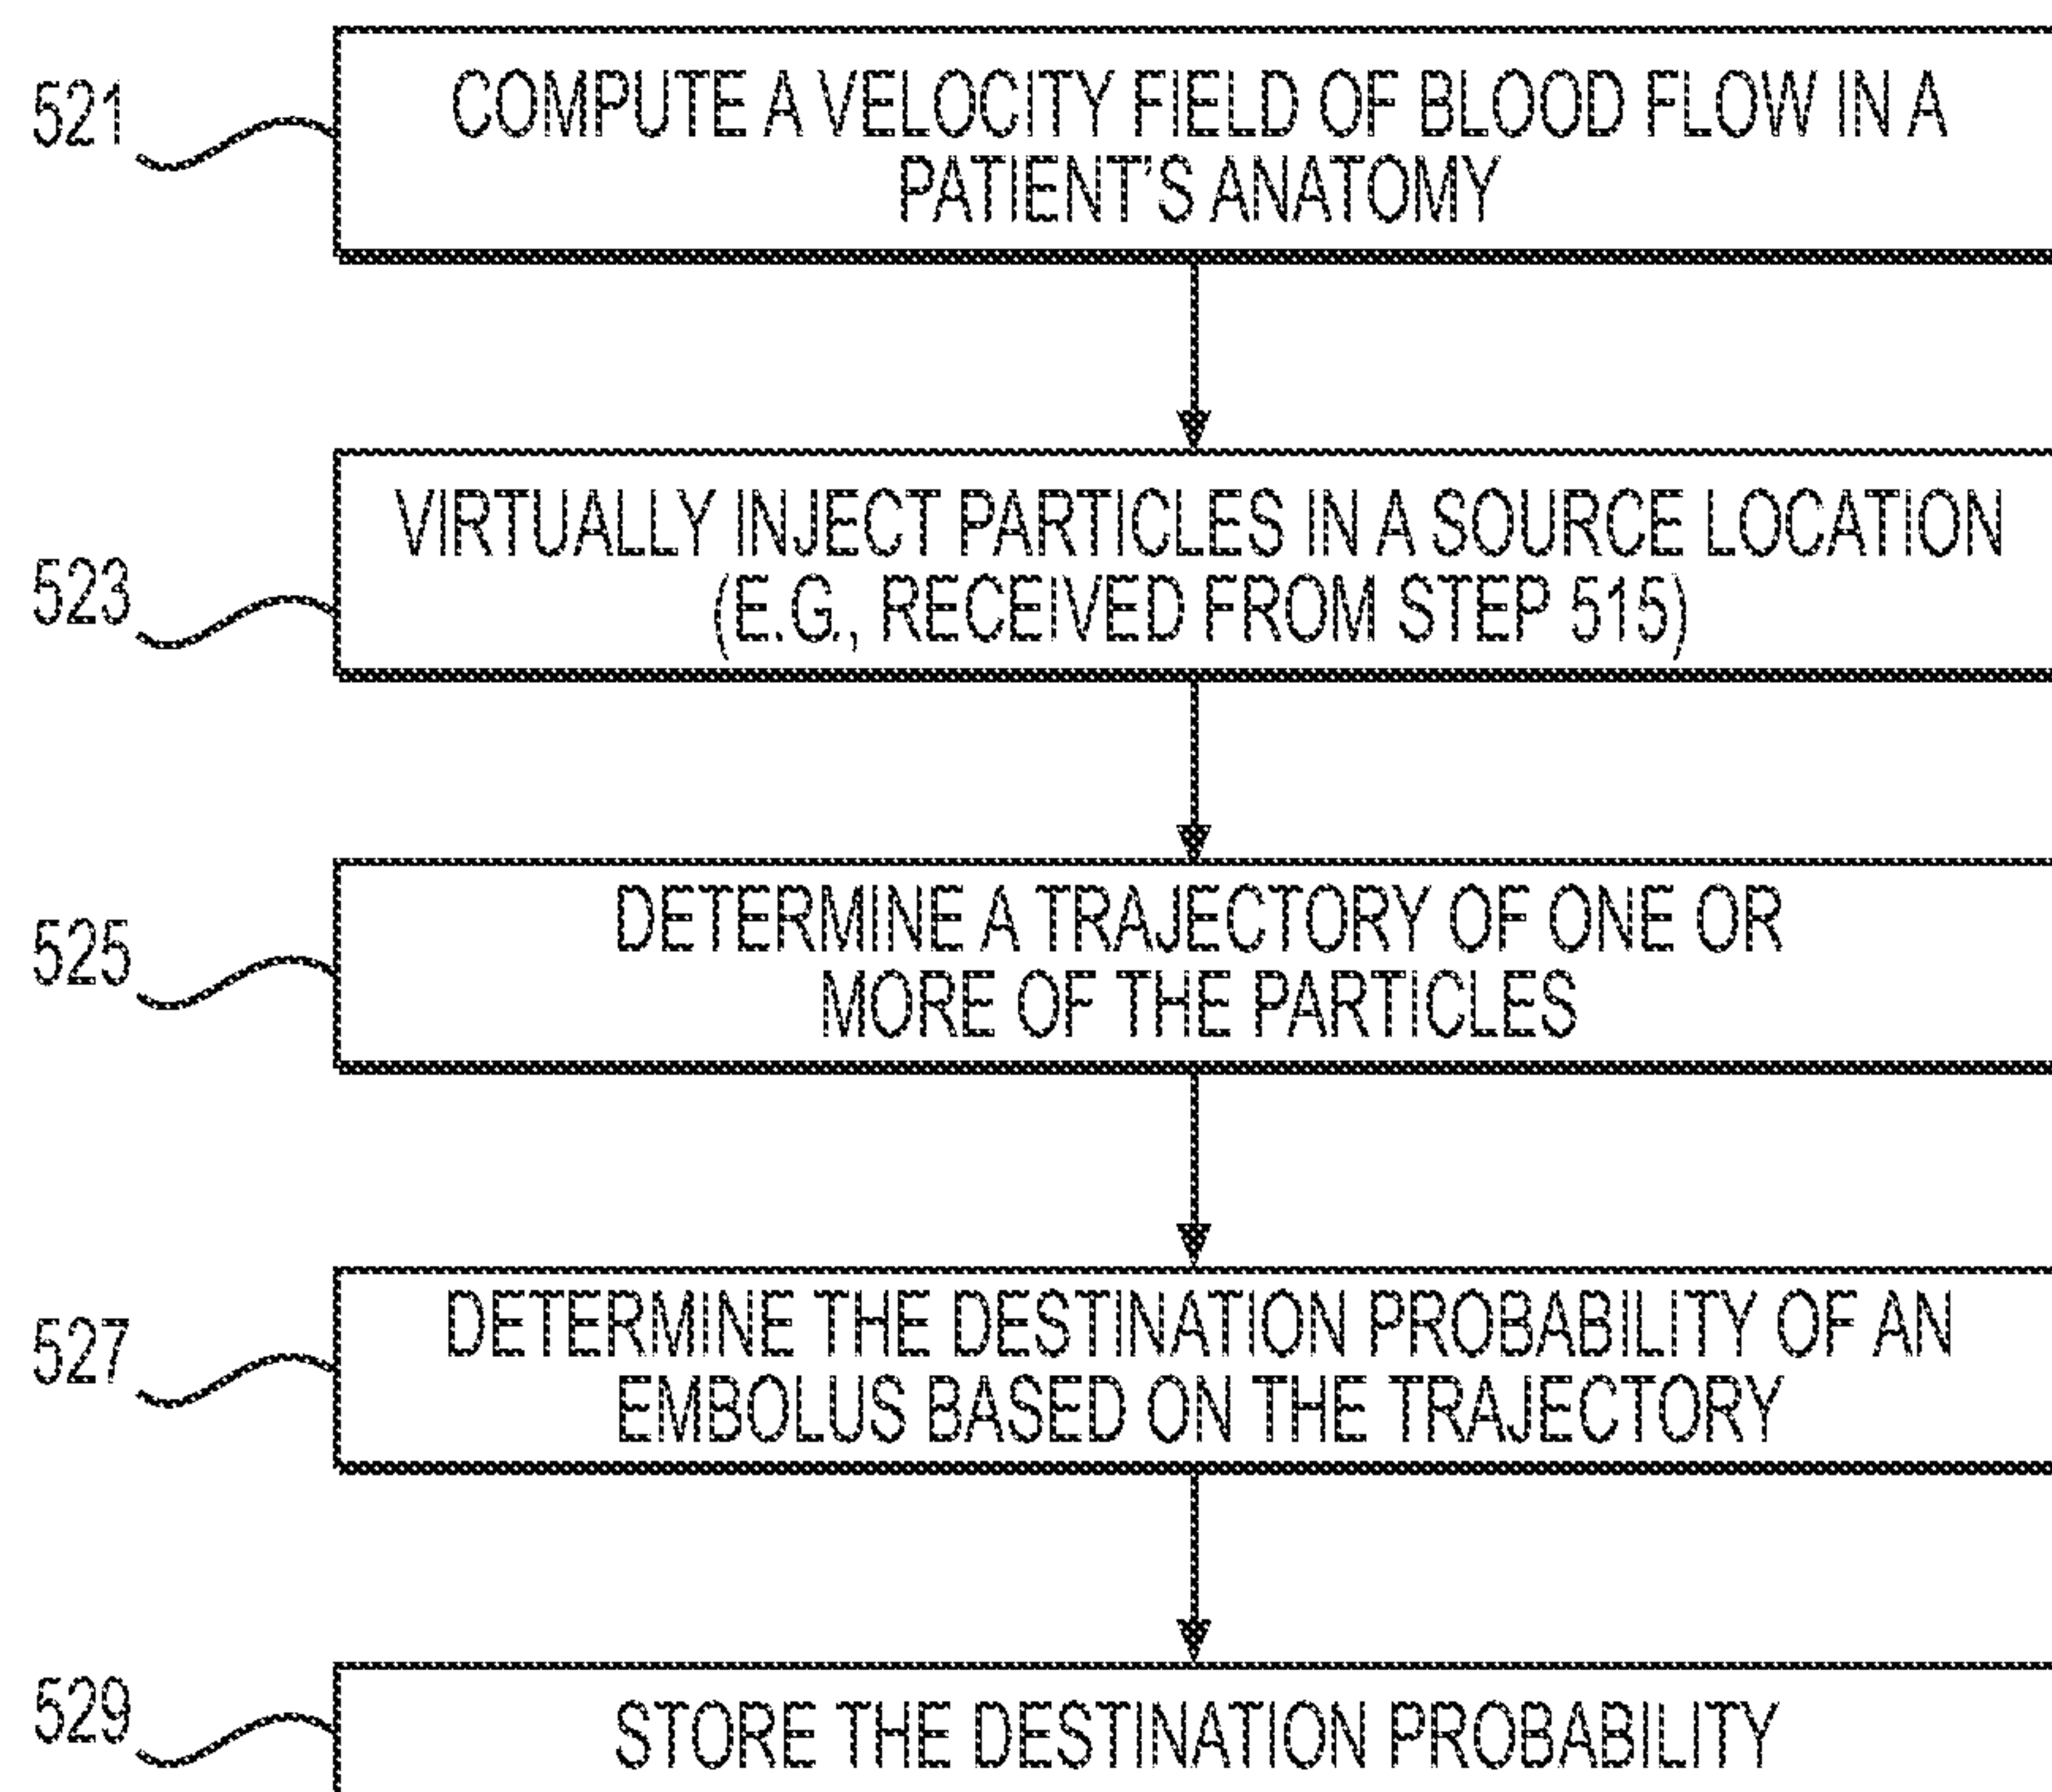 521
COMPUTE A VELOCITY FIELD OF BLOOD FLOW IN A
PATIENT'S ANATOMY
523
VIRTUALLY INJECT PARTICLES IN A SOURCE LOCATION
(E.G., RECEIVED FROM STEP 515)
525
DETERMINE A TRAJECTORY OF ONE OR
MORE OF THE PARTICLES
527
DETERMINE THE DESTINATION PROBABILITY OF AN
EMBOLUS BASED ON THE TRAJECTORY
529
STORE THE DESTINATION PROBABILITY